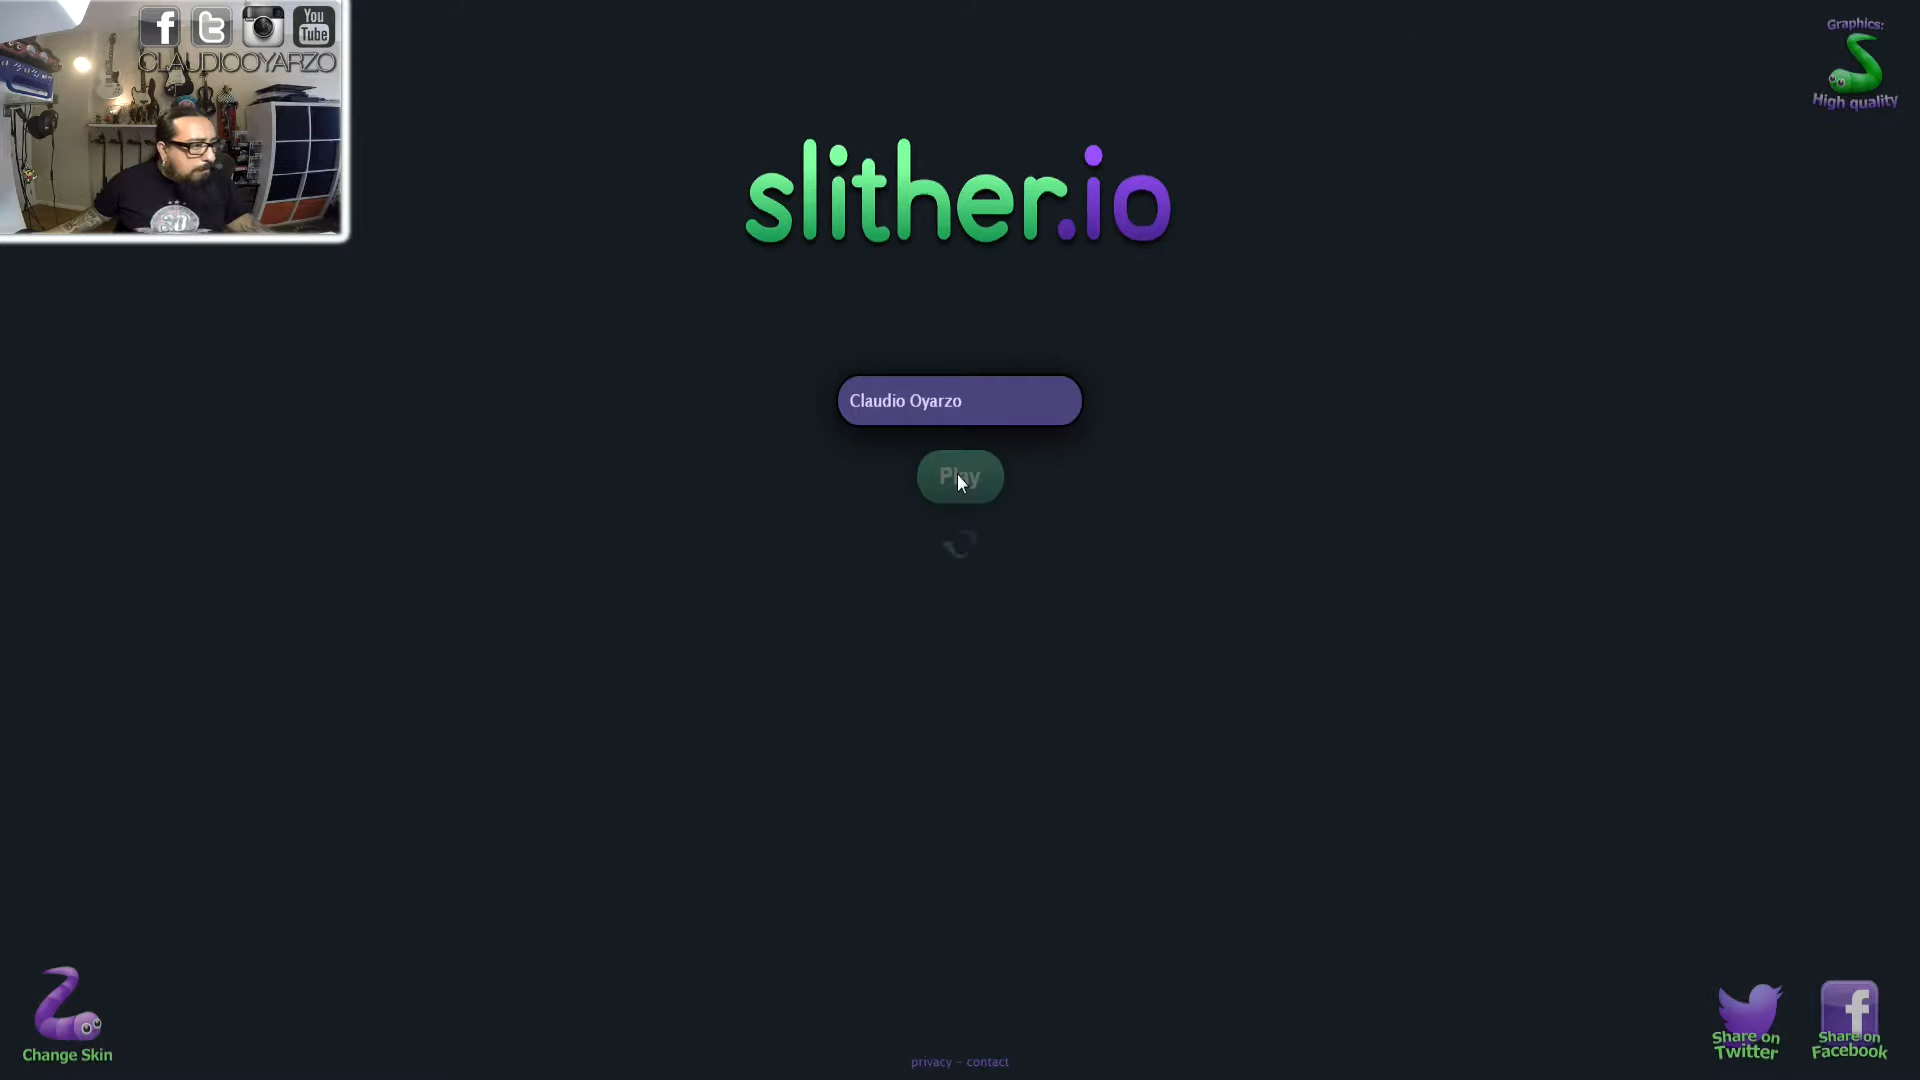 You
Tube
CLAUDIOOYARZO
Graphics:
High quality
slither.io
Claudio Oyarzo
Play
Change Skin
privacy – contact
Share on
Twitter
Share on
Facebook